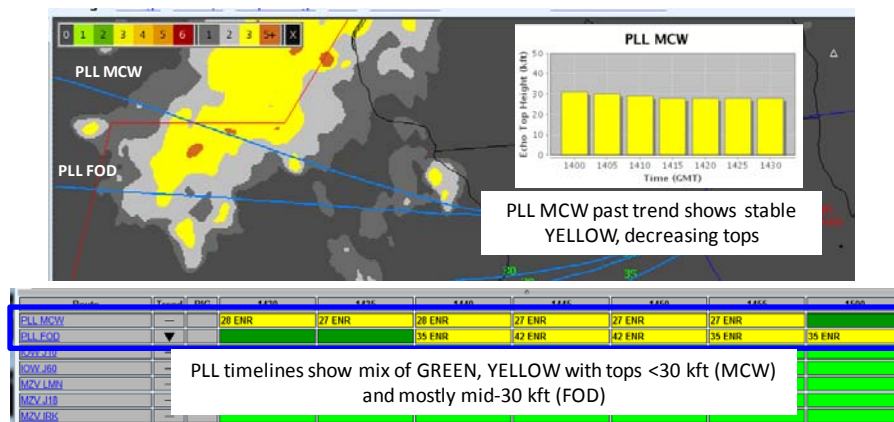 0 1 2 3 4 5 6 1 2 3 5+ X
PLL MCW
PLL FOD
PLL MCW
Echo Top Height (kft)
50
40
30
20
10
0
1400 1405 1410 1415 1420 1425 1430
Time (GMT)
PLL MCW past trend shows stable
YELLOW, decreasing tops
35
Route Trend PIG 1430 1435 1440 1445 1450 1455 1500
PLL MCW — 28 ENR 27 ENR 28 ENR 27 ENR 27 ENR 27 ENR
PLL FOD ▼ 35 ENR 42 ENR 42 ENR 35 ENR 35 ENR
IOW J10
IOW J60
MZV LMN
MZV J18
MZV IRK
PLL timelines show mix of GREEN, YELLOW with tops <30 kft (MCW)
and mostly mid-30 kft (FOD)